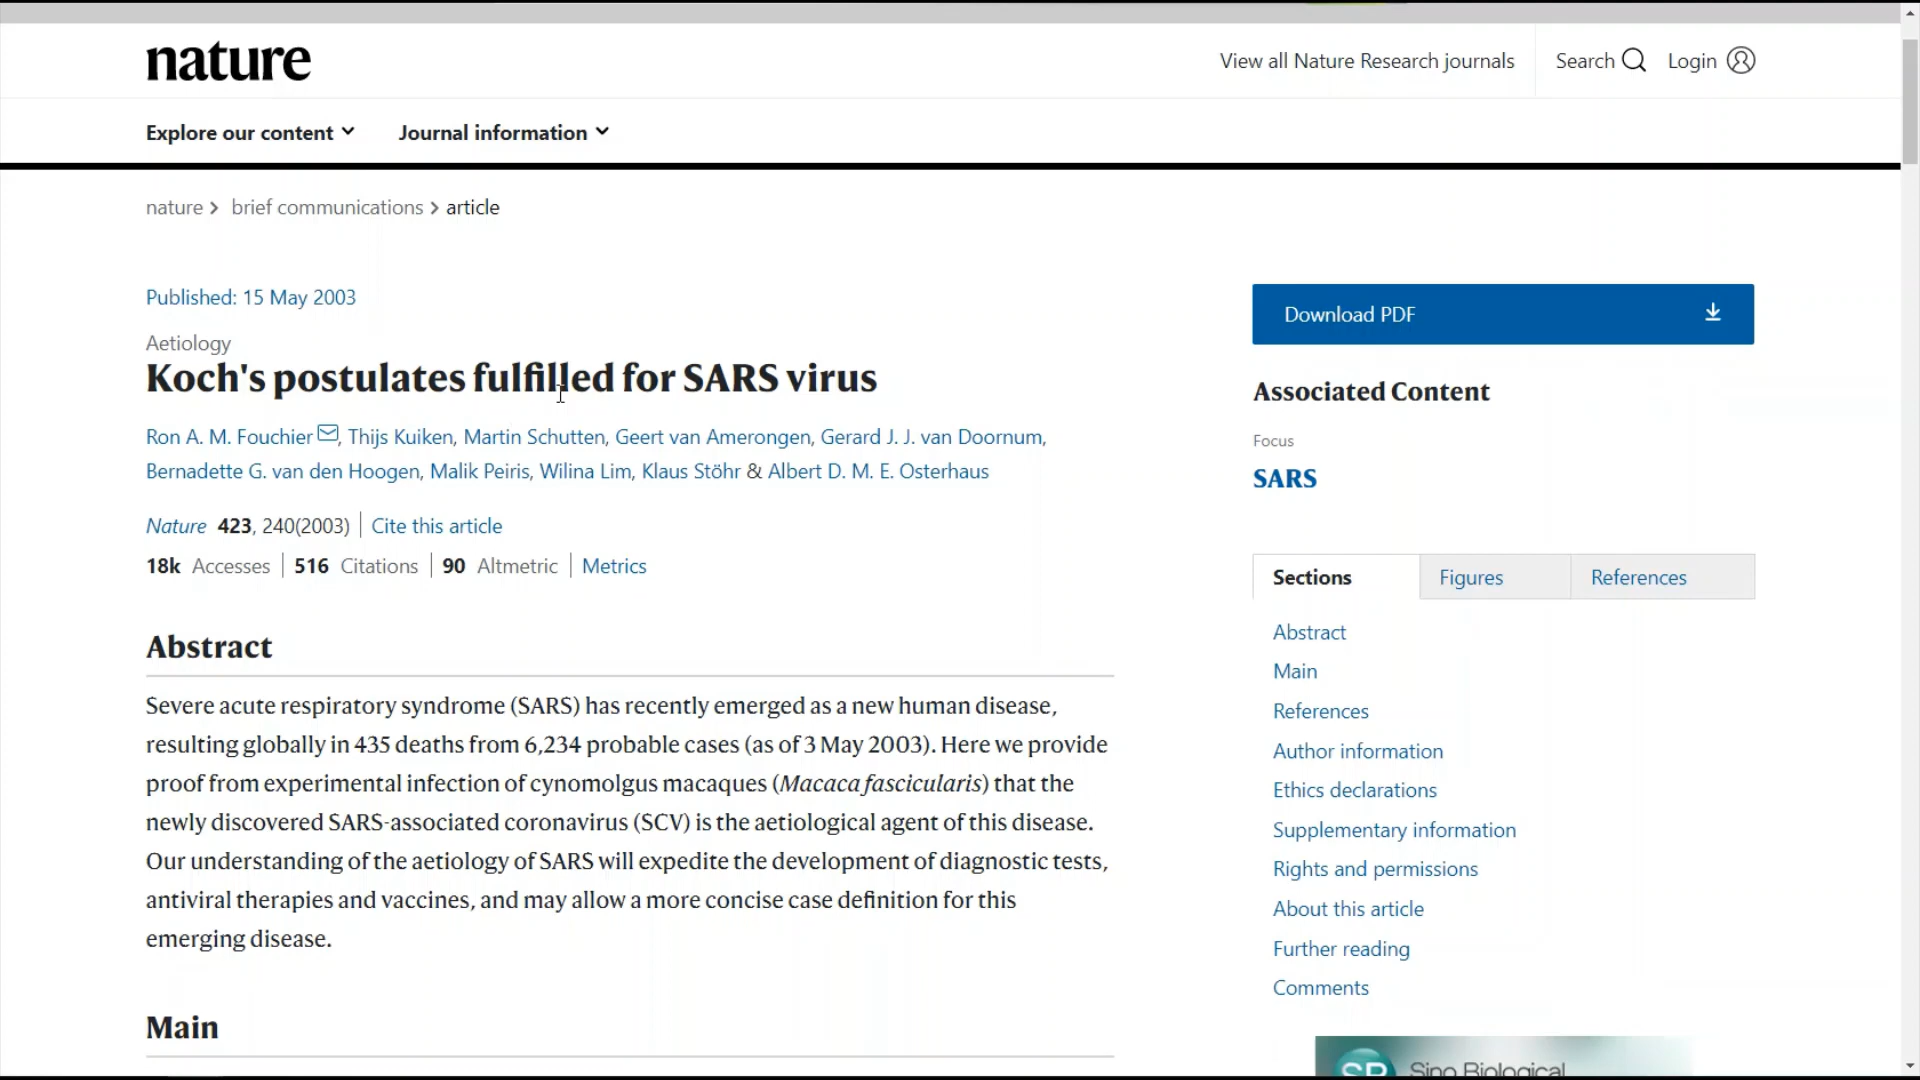 nature
View all Nature Research journals
Search
Login
Explore our content
Journal information
nature > brief communications > article
Published: 15 May 2003
Aetiology
Koch's postulates fulfilled for SARS virus
Ron A. M. Fouchier, Thijs Kuiken, Martin Schutten, Geert van Amerongen, Gerard J. J. van Doornum,
Bernadette G. van den Hoogen, Malik Peiris, Wilina Lim, Klaus Stöhr & Albert D. M. E. Osterhaus
Nature 423, 240(2003) | Cite this article
18k Accesses | 516 Citations | 90 Altmetric | Metrics
Abstract
Severe acute respiratory syndrome (SARS) has recently emerged as a new human disease,
resulting globally in 435 deaths from 6,234 probable cases (as of 3 May 2003). Here we provide
proof from experimental infection of cynomolgus macaques (Macaca fascicularis) that the
newly discovered SARS-associated coronavirus (SCV) is the aetiological agent of this disease.
Our understanding of the aetiology of SARS will expedite the development of diagnostic tests,
antiviral therapies and vaccines, and may allow a more concise case definition for this
emerging disease.
Main
Download PDF
Associated Content
Focus
SARS
Sections
Figures
References
Abstract
Main
References
Author information
Ethics declarations
Supplementary information
Rights and permissions
About this article
Further reading
Comments
Sino Biological